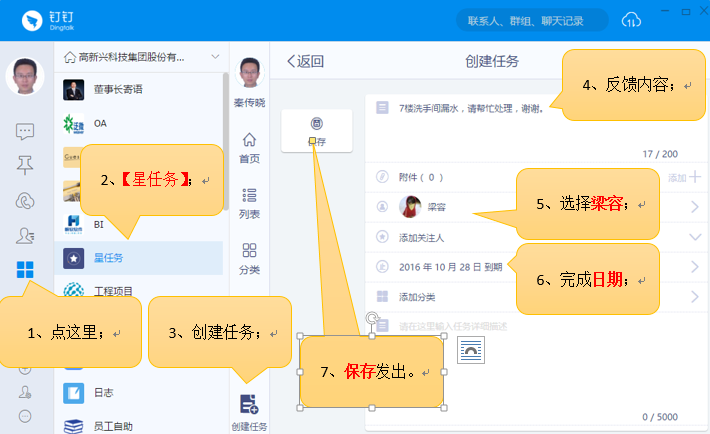 钉钉
Dingtalk
联系人、群组、聊天记录
高新兴科技集团股份有...
董事长寄语
OA
BI
星任务
工程项目
日志
员工自助
秦传晓
首页
列表
分类
创建任务
返回
创建任务
保存
7楼洗手间漏水，请帮忙处理，谢谢。
17 / 200
附件（ 0 ）
添加
梁容
添加关注人
2016 年 10 月 28 日 到期
添加分类
请在这里输入任务详细描述
0 / 5000
1、点这里；
2、【星任务】；
3、创建任务；
4、反馈内容；
5、选择梁容；
6、完成日期；
7、保存发出。